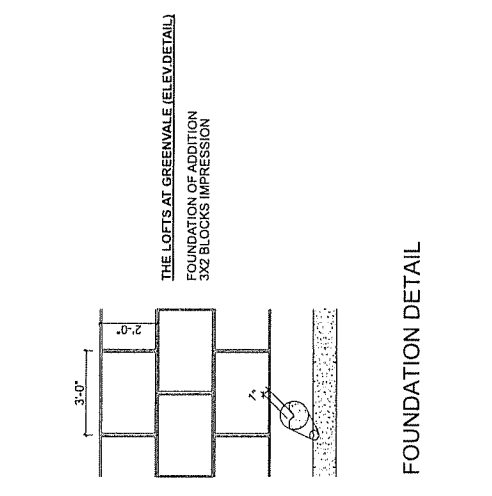 THE LOFTS AT GREENVALE (ELEV.DETAIL)
FOUNDATION OF ADDITION
3X2 BLOCKS IMPRESSION
3'-0"
2'-0"
FOUNDATION DETAIL